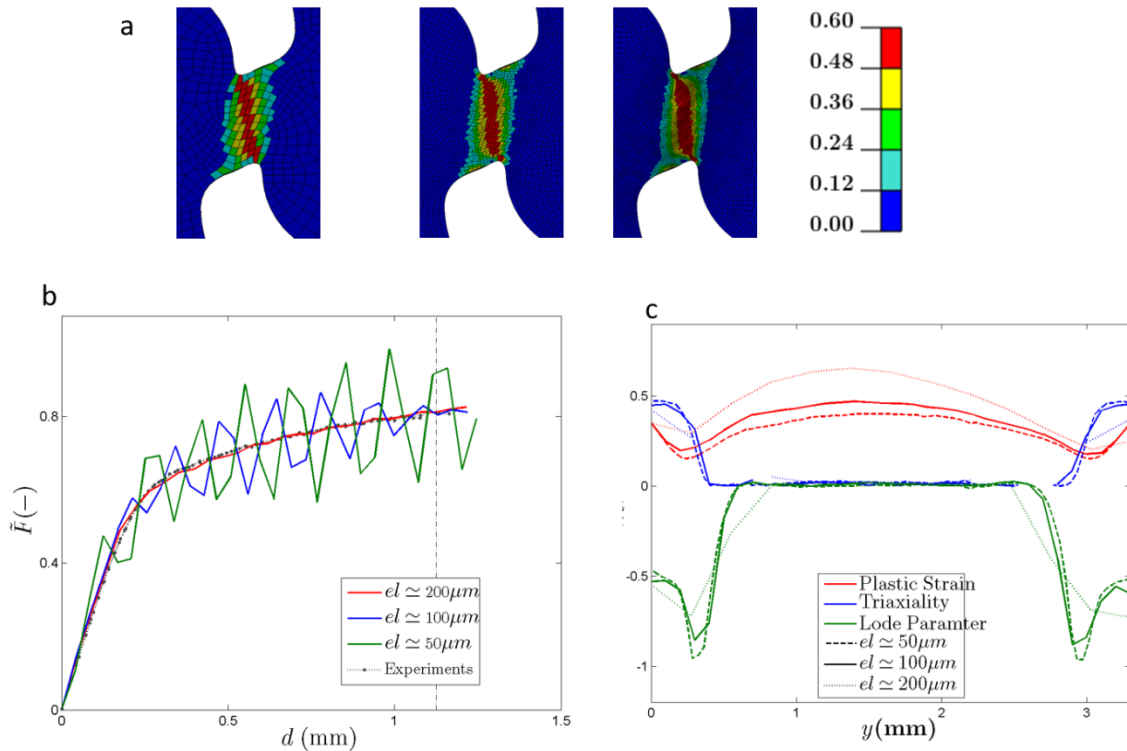 a
0.60
0.48
0.36
0.24
0.12
0.00
b
0.8
0.4
0
F̃(−)
0
0.5
1
1.5
d (mm)
el ≃ 200μm
el ≃ 100μm
el ≃ 50μm
Experiments
c
0.5
0
-0.5
-1
0
1
2
3
y(mm)
Plastic Strain
Triaxiality
Lode Paramter
el ≃ 50μm
el ≃ 100μm
el ≃ 200μm